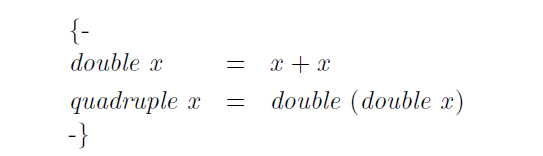 {-
double x = x + x
quadruple x = double (double x)
-}